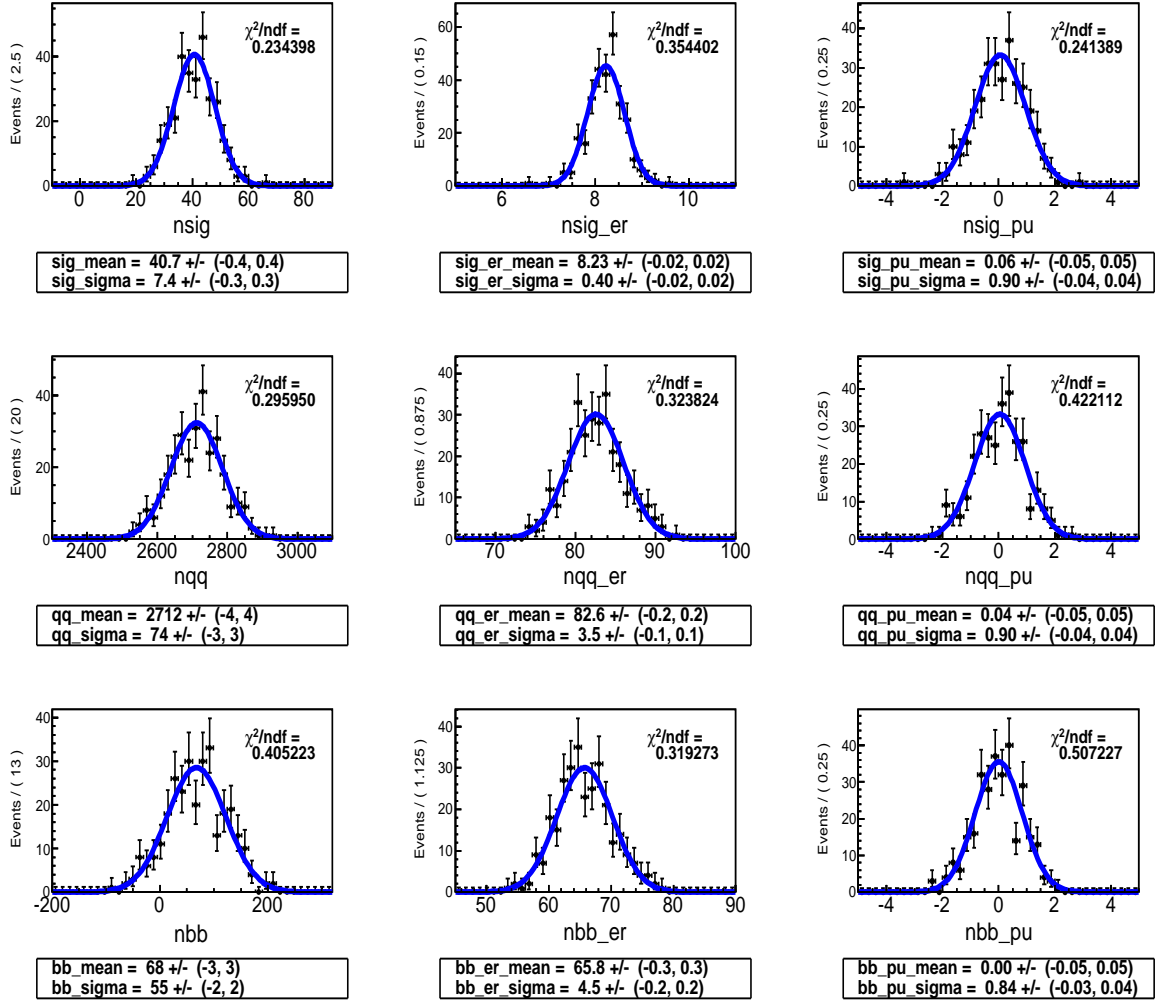 Events / ( 2.5 )
40
20
0
χ²/ndf =
0.234398
0 20 40 60 80
nsig
sig_mean = 40.7 +/- (-0.4, 0.4)
sig_sigma = 7.4 +/- (-0.3, 0.3)
Events / ( 0.15 )
60
40
20
0
χ²/ndf =
0.354402
6 8 10
nsig_er
sig_er_mean = 8.23 +/- (-0.02, 0.02)
sig_er_sigma = 0.40 +/- (-0.02, 0.02)
Events / ( 0.25 )
40
30
20
10
0
χ²/ndf =
0.241389
-4 -2 0 2 4
nsig_pu
sig_pu_mean = 0.06 +/- (-0.05, 0.05)
sig_pu_sigma = 0.90 +/- (-0.04, 0.04)
Events / ( 20 )
40
20
0
χ²/ndf =
0.295950
2400 2600 2800 3000
nqq
qq_mean = 2712 +/- (-4, 4)
qq_sigma = 74 +/- (-3, 3)
Events / ( 0.875 )
40
30
20
10
0
χ²/ndf =
0.323824
70 80 90 100
nqq_er
qq_er_mean = 82.6 +/- (-0.2, 0.2)
qq_er_sigma = 3.5 +/- (-0.1, 0.1)
Events / ( 0.25 )
40
30
20
10
0
χ²/ndf =
0.422112
-4 -2 0 2 4
nqq_pu
qq_pu_mean = 0.04 +/- (-0.05, 0.05)
qq_pu_sigma = 0.90 +/- (-0.04, 0.04)
Events / ( 13 )
40
30
20
10
0
χ²/ndf =
0.405223
-200 0 200
nbb
bb_mean = 68 +/- (-3, 3)
bb_sigma = 55 +/- (-2, 2)
Events / ( 1.125 )
40
30
20
10
0
χ²/ndf =
0.319273
50 60 70 80 90
nbb_er
bb_er_mean = 65.8 +/- (-0.3, 0.3)
bb_er_sigma = 4.5 +/- (-0.2, 0.2)
Events / ( 0.25 )
40
30
20
10
0
χ²/ndf =
0.507227
-4 -2 0 2 4
nbb_pu
bb_pu_mean = 0.00 +/- (-0.05, 0.05)
bb_pu_sigma = 0.84 +/- (-0.03, 0.04)